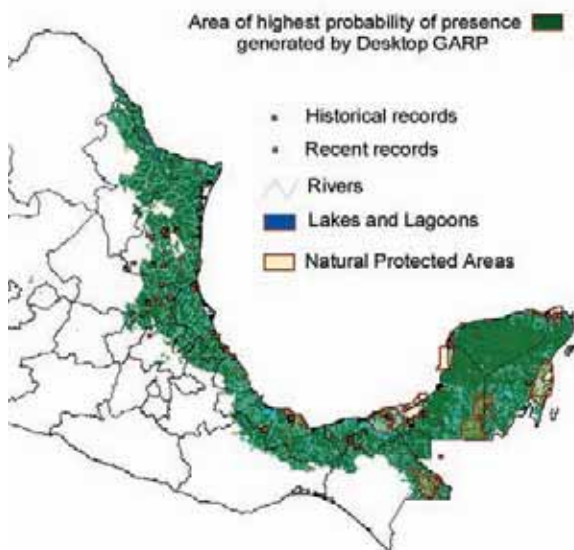 Area of highest probability of presence
generated by Desktop GARP
Historical records
Recent records
Rivers
Lakes and Lagoons
Natural Protected Areas